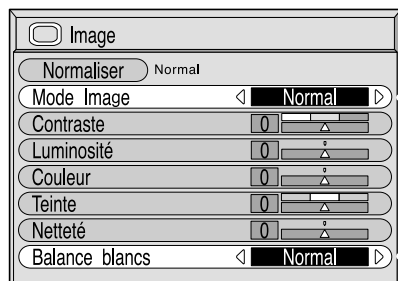 Image
Normaliser Normal
Mode Image Normal
Contraste 0
Luminosité 0
Couleur 0
Teinte 0
Netteté 0
Balance blancs Normal